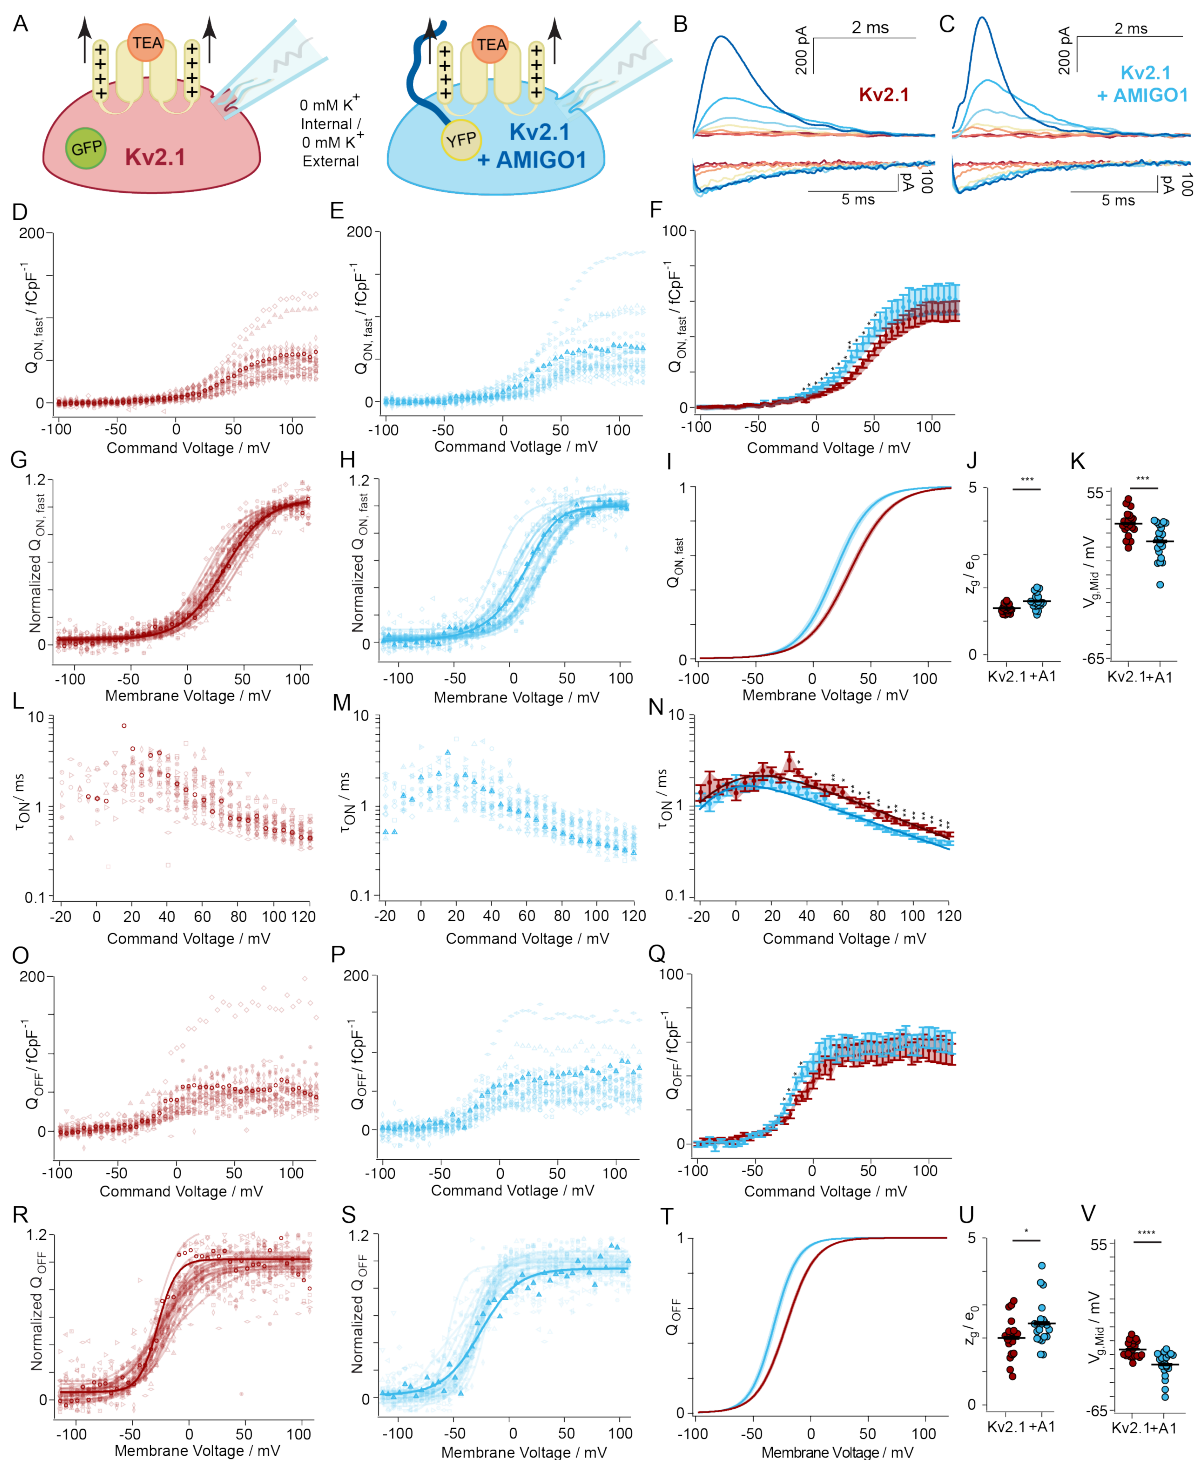 A
TEA
+ + + +
+ + + +
GFP
Kv2.1
0 mM K+
Internal /
0 mM K+
External
TEA
+ + + +
+ + + +
YFP
Kv2.1
+ AMIGO1
B
2 ms
200 pA
Kv2.1
5 ms
100 pA
C
2 ms
200 pA
Kv2.1
+ AMIGO1
5 ms
100 pA
D
200
0
QON, fast / fCpF-1
-100 -50 0 50 100
Command Voltage / mV
E
200
0
QON, fast / fCpF-1
-100 -50 0 50 100
Command Votlage / mV
F
100
0
QON, fast / fCpF-1
-100 -50 0 50 100
Command Voltage / mV
G
1.2
0
Normalized QON, fast
-100 -50 0 50 100
Membrane Voltage / mV
H
1.2
0
Normalized QON, fast
-100 -50 0 50 100
Membrane Voltage / mV
I
1
0
QON, fast
-100 -50 0 50 100
Membrane Voltage / mV
J
5
0
zg / e0
***
Kv2.1 +A1
K
55
-65
Vg,Mid / mV
***
Kv2.1+A1
L
10
1
0.1
τON / ms
-20 0 20 40 60 80 100 120
Command Voltage / mV
M
10
1
0.1
τON / ms
-20 0 20 40 60 80 100 120
Command Voltage / mV
N
10
1
0.1
τON / ms
-20 0 20 40 60 80 100 120
Command Voltage / mV
O
200
0
QOFF / fCpF-1
-100 -50 0 50 100
Command Voltage / mV
P
200
0
QOFF / fCpF-1
-100 -50 0 50 100
Command Votlage / mV
Q
100
0
QOFF / fCpF-1
-100 -50 0 50 100
Command Voltage / mV
R
1.2
0
Normalized QOFF
-100 -50 0 50 100
Membrane Voltage / mV
S
1.2
0
Normalized QOFF
-100 -50 0 50 100
Membrane Voltage / mV
T
1
0
QOFF
-100 -50 0 50 100
Membrane Voltage / mV
U
5
0
zg / e0
*
Kv2.1 +A1
V
55
-65
Vg,Mid / mV
****
Kv2.1+A1